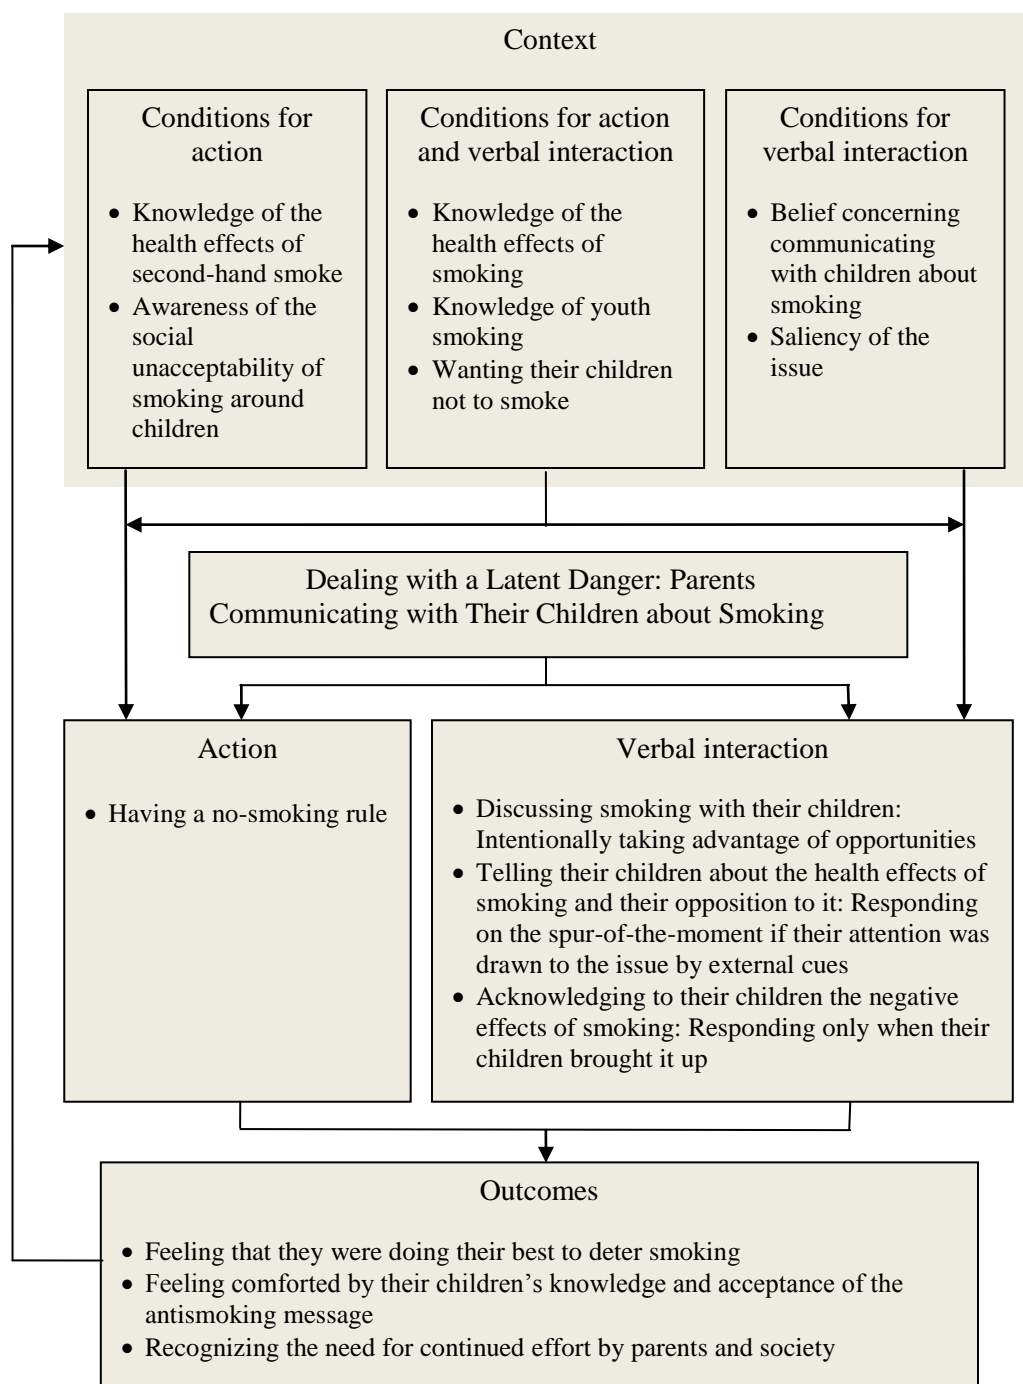 Context
Conditions for
action
• Knowledge of the
health effects of
second-hand smoke
• Awareness of the
social
unacceptability of
smoking around
children
Conditions for action
and verbal interaction
• Knowledge of the
health effects of
smoking
• Knowledge of youth
smoking
• Wanting their children
not to smoke
Conditions for
verbal interaction
• Belief concerning
communicating
with children about
smoking
• Saliency of the
issue
Dealing with a Latent Danger: Parents
Communicating with Their Children about Smoking
Action
• Having a no-smoking rule
Verbal interaction
• Discussing smoking with their children:
Intentionally taking advantage of opportunities
• Telling their children about the health effects of
smoking and their opposition to it: Responding
on the spur-of-the-moment if their attention was
drawn to the issue by external cues
• Acknowledging to their children the negative
effects of smoking: Responding only when their
children brought it up
Outcomes
• Feeling that they were doing their best to deter smoking
• Feeling comforted by their children’s knowledge and acceptance of the
antismoking message
• Recognizing the need for continued effort by parents and society